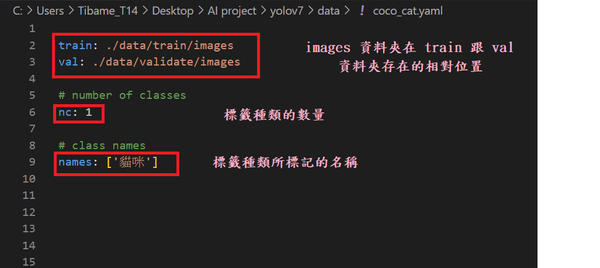 C: > Users > Tibame_T14 > Desktop > AI project > yolov7 > data > ! coco_cat.yaml
1
2 train: ./data/train/images
3 val: ./data/validate/images
images 資料夾在 train 跟 val
資料夾存在的相對位置
4
5 # number of classes
6 nc: 1
標籤種類的數量
7
8 # class names
9 names: ['貓咪']
標籤種類所標記的名稱
10
11
12
13
14
15